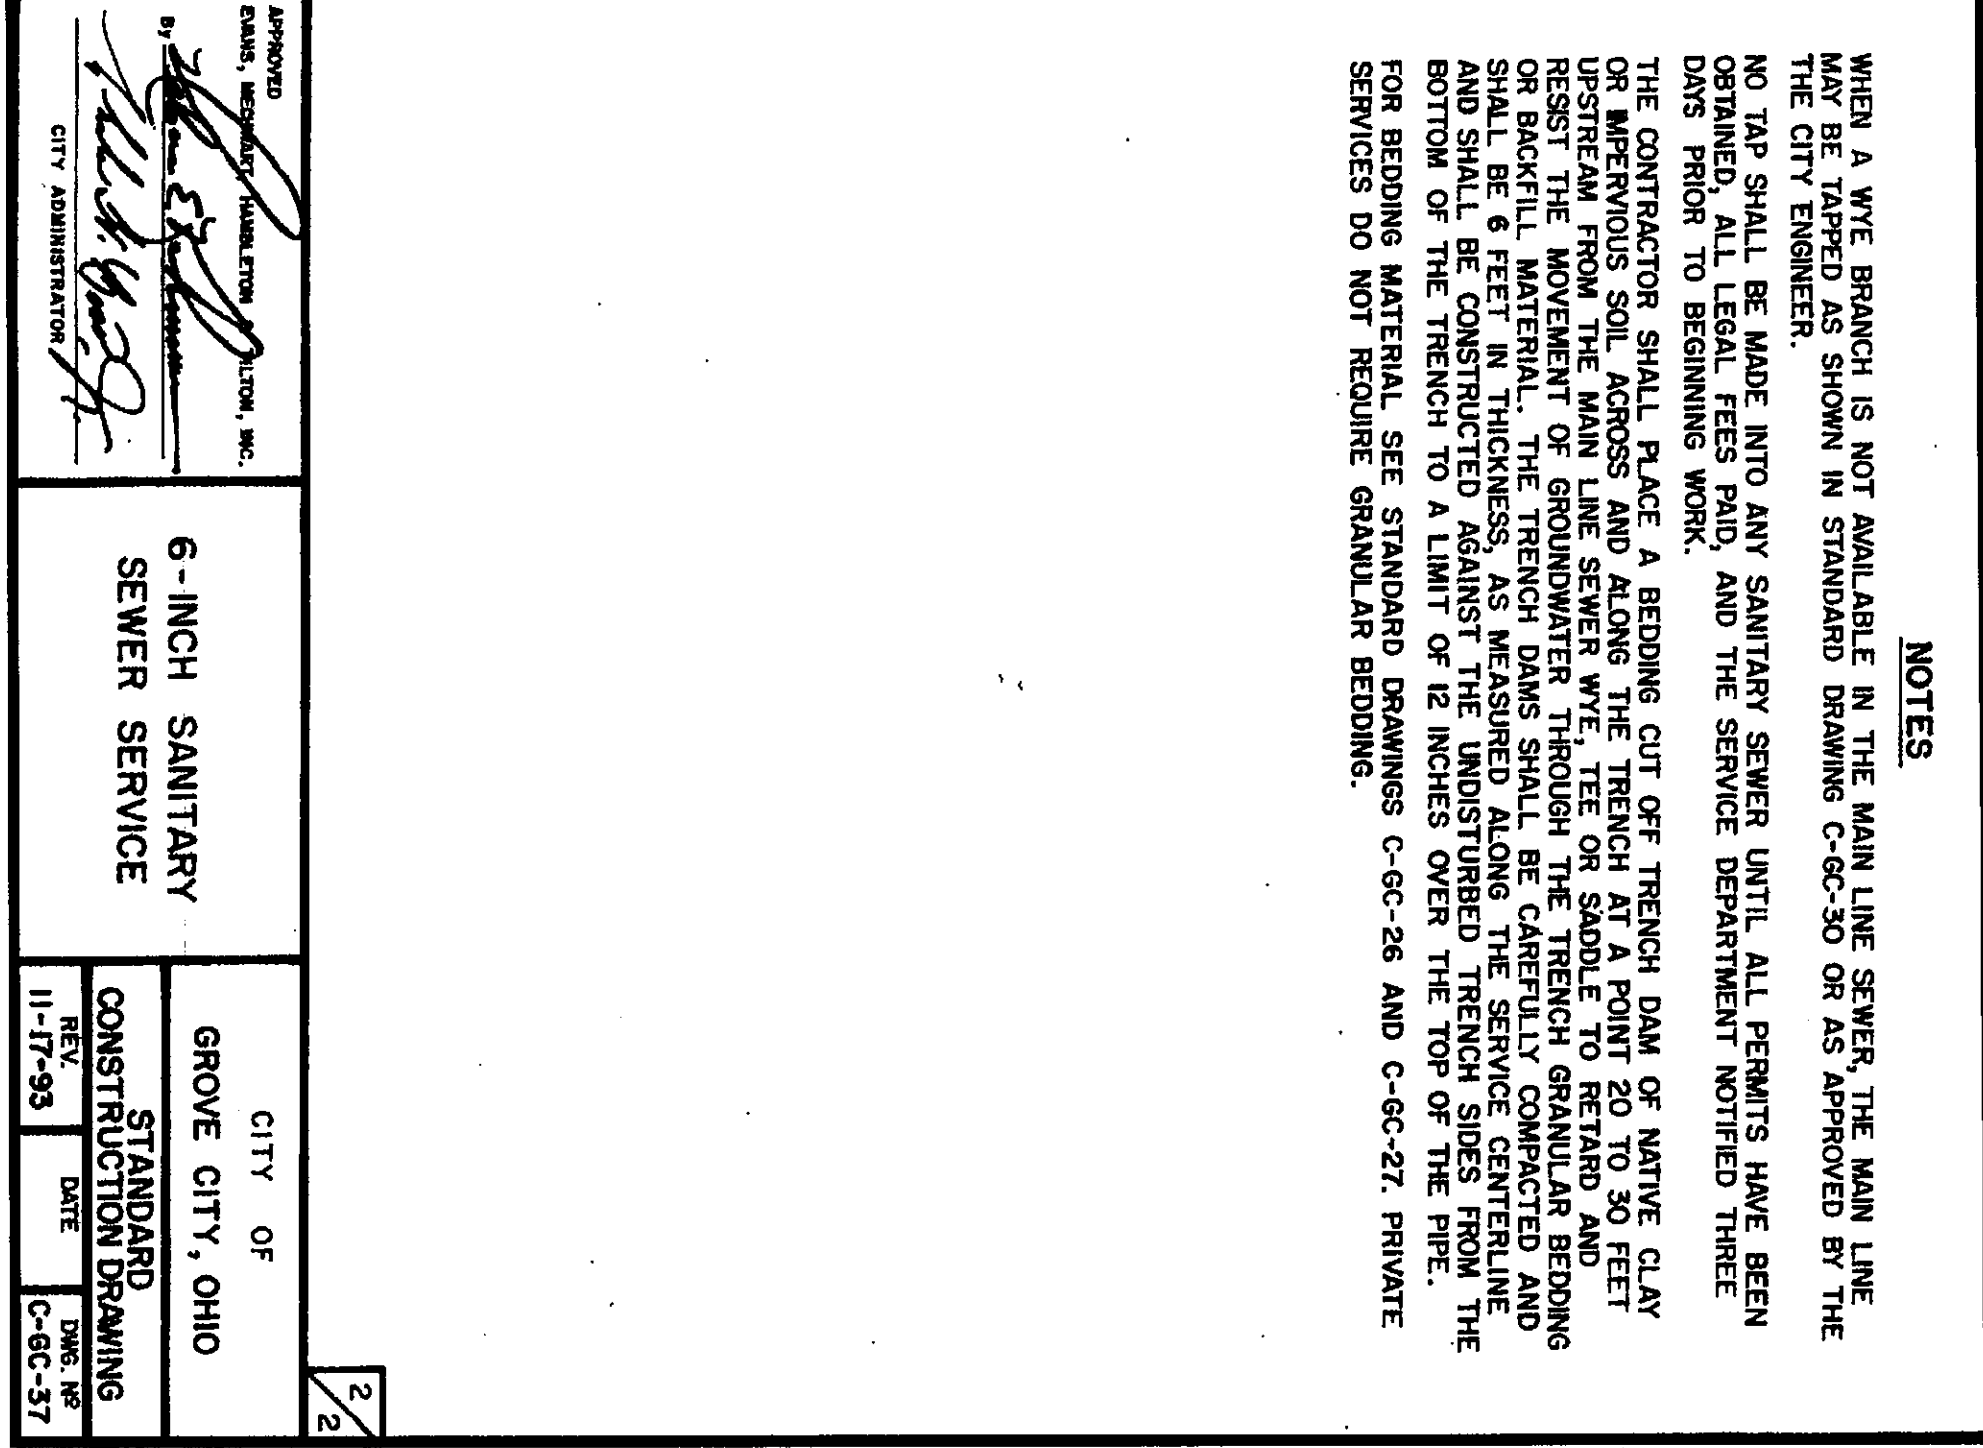 NOTES
WHEN A WYE BRANCH IS NOT AVAILABLE IN THE MAIN LINE SEWER, THE MAIN LINE
MAY BE TAPPED AS SHOWN IN STANDARD DRAWING C-GC-30 OR AS APPROVED BY THE
THE CITY ENGINEER.
NO TAP SHALL BE MADE INTO ANY SANITARY SEWER UNTIL ALL PERMITS HAVE BEEN
OBTAINED, ALL LEGAL FEES PAID, AND THE SERVICE DEPARTMENT NOTIFIED THREE
DAYS PRIOR TO BEGINNING WORK.
THE CONTRACTOR SHALL PLACE A BEDDING CUT OFF TRENCH DAM OF NATIVE CLAY
OR IMPERVIOUS SOIL ACROSS AND ALONG THE TRENCH AT A POINT 20 TO 30 FEET
UPSTREAM FROM THE MAIN LINE SEWER WYE, TEE OR SADDLE TO RETARD AND
RESIST THE MOVEMENT OF GROUNDWATER THROUGH THE TRENCH GRANULAR BEDDING
OR BACKFILL MATERIAL. THE TRENCH DAMS SHALL BE CAREFULLY COMPACTED AND
SHALL BE 6 FEET IN THICKNESS, AS MEASURED ALONG THE SERVICE CENTERLINE
AND SHALL BE CONSTRUCTED AGAINST THE UNDISTURBED TRENCH SIDES FROM THE
BOTTOM OF THE TRENCH TO A LIMIT OF 12 INCHES OVER THE TOP OF THE PIPE.
FOR BEDDING MATERIAL SEE STANDARD DRAWINGS C-GC-26 AND C-GC-27. PRIVATE
SERVICES DO NOT REQUIRE GRANULAR BEDDING.
2
2
APPROVED
EVANS, MECHWART, HAMBLETON & TILTON, INC.
By
CITY ADMINISTRATOR
6-INCH SANITARY
SEWER SERVICE
CITY OF
GROVE CITY, OHIO
STANDARD
CONSTRUCTION DRAWING
REV.
11-17-93
DATE
DWG. Nº
C-GC-37